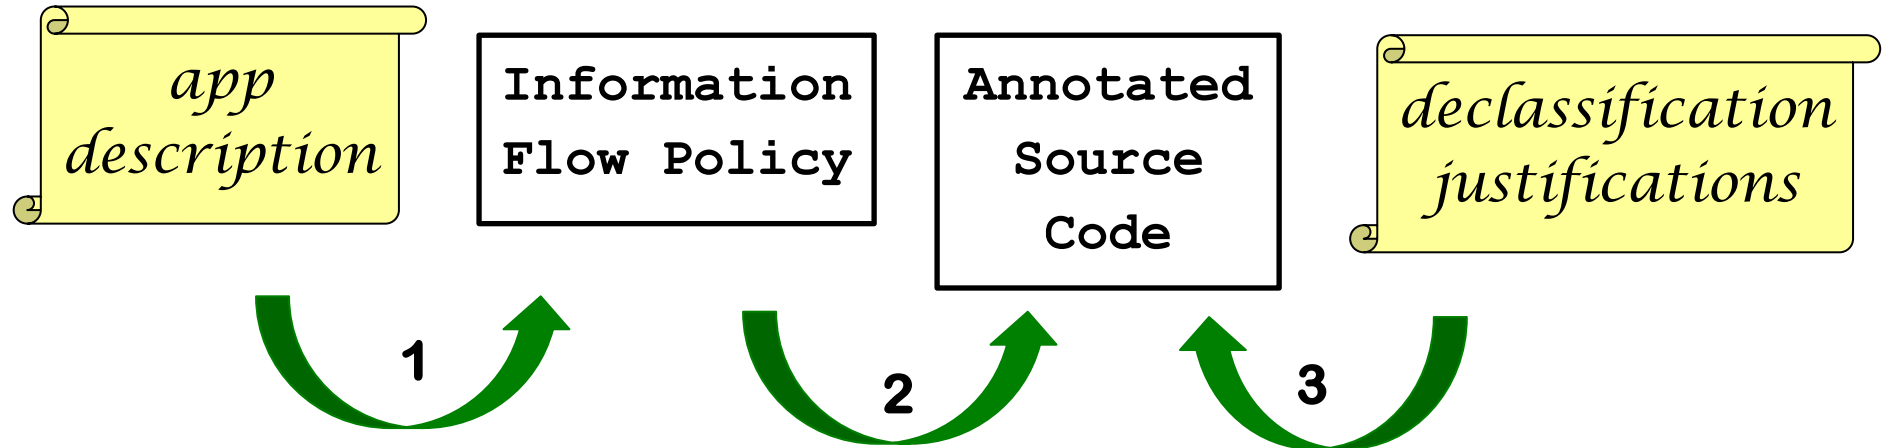 app
description
Information
Flow Policy
Annotated
Source
Code
declassification
justifications
1
2
3